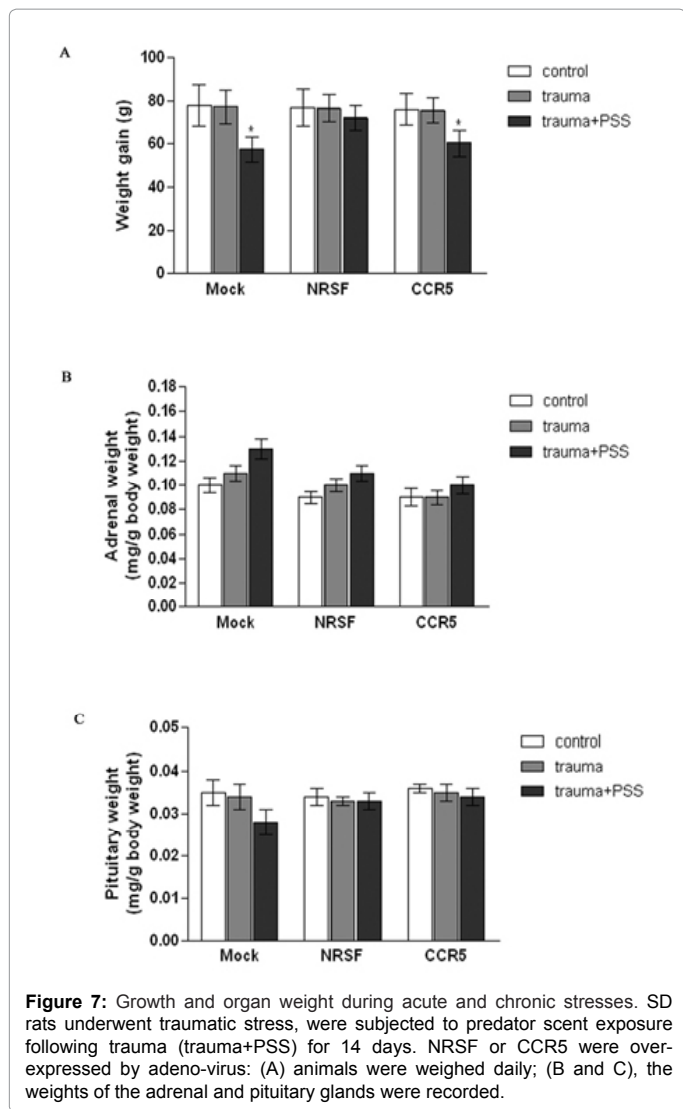 A
Weight gain (g)
100
80
60
40
20
0
*
*
Mock
NRSF
CCR5
control
trauma
trauma+PSS
B
Adrenal weight
(mg/g body weight)
0.18
0.16
0.14
0.12
0.10
0.08
0.06
0.04
0.02
0.00
Mock
NRSF
CCR5
control
trauma
trauma+PSS
C
Pituitary weight
(mg/g body weight)
0.05
0.04
0.03
0.02
0.01
0.00
Mock
NRSF
CCR5
control
trauma
trauma+PSS
Figure 7: Growth and organ weight during acute and chronic stresses. SD
rats underwent traumatic stress, were subjected to predator scent exposure
following trauma (trauma+PSS) for 14 days. NRSF or CCR5 were over-
expressed by adeno-virus: (A) animals were weighed daily; (B and C), the
weights of the adrenal and pituitary glands were recorded.